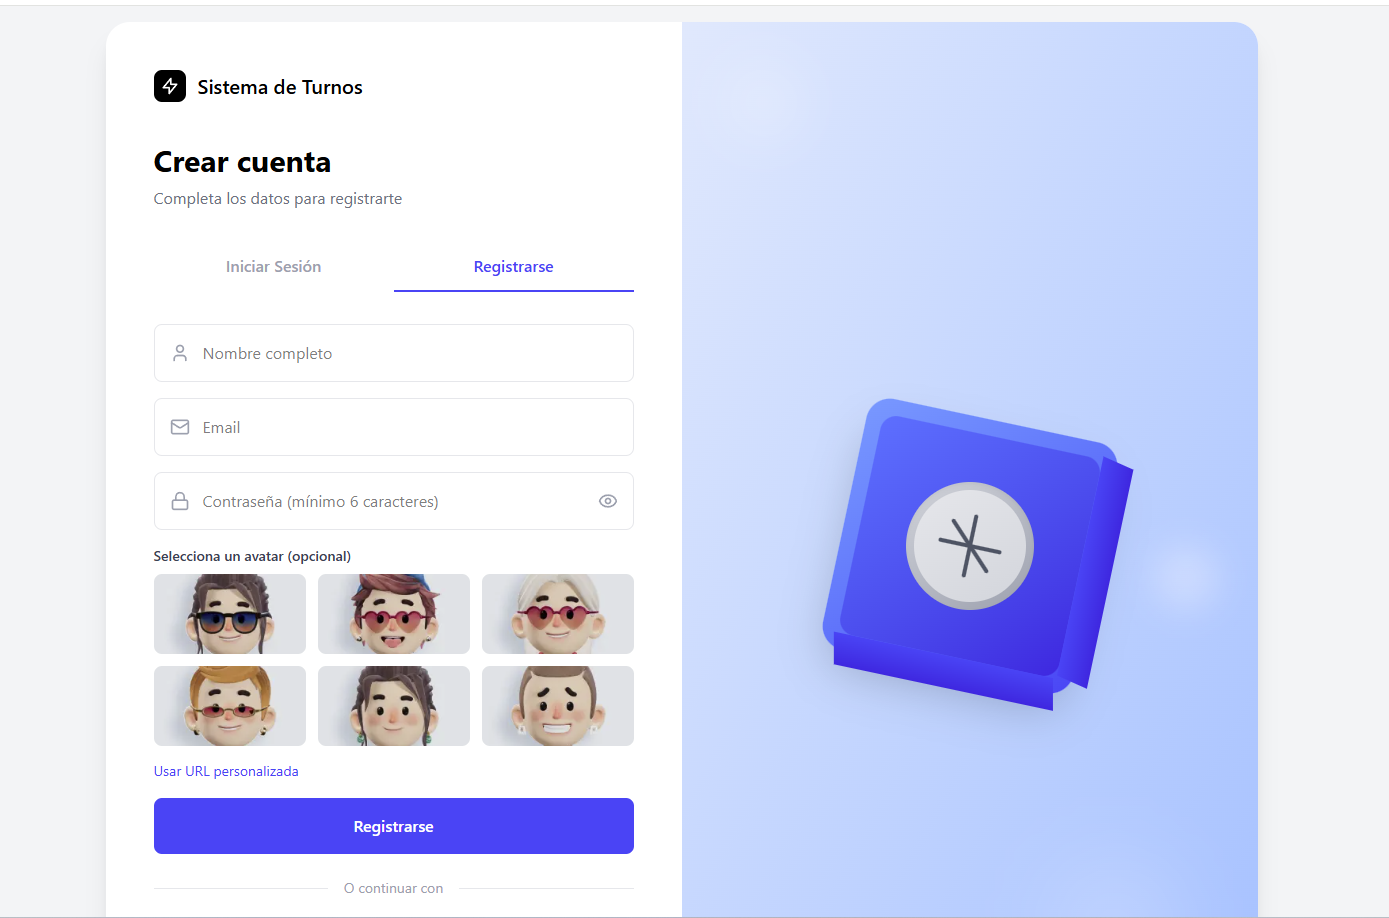 Sistema de Turnos
Crear cuenta
Completa los datos para registrarte
Iniciar Sesión
Registrarse
Nombre completo
Email
Contraseña (mínimo 6 caracteres)
Selecciona un avatar (opcional)
Usar URL personalizada
Registrarse
O continuar con